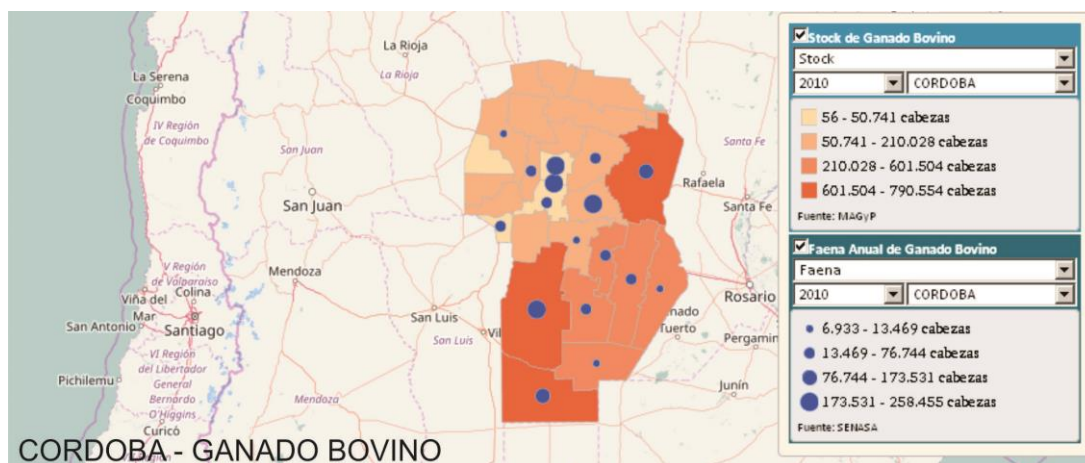 La Rioja
La Rioja
La Serena
Coquimbo
IV Región
de Coquimbo
San Juan
San Juan
Santa Fe
Rafaela
Santa Fe
V Región
de Valparaíso
Mendoza
Viña del
Mar
Colina
San Antonio
Santiago
San Luis
San Luis
Rosario
nado
Tuerto
Pergamin
VI Región
del Libertador
General
Bernardo
O'Higgins
Pichilemu
Curicó
Mendoza
Junín
CORDOBA - GANADO BOVINO
Stock de Ganado Bovino
Stock
2010 CORDOBA
56 - 50.741 cabezas
50.741 - 210.028 cabezas
210.028 - 601.504 cabezas
601.504 - 790.554 cabezas
Fuente: MAGyP
Faena Anual de Ganado Bovino
Faena
2010 CORDOBA
6.933 - 13.469 cabezas
13.469 - 76.744 cabezas
76.744 - 173.531 cabezas
173.531 - 258.455 cabezas
Fuente: SENASA